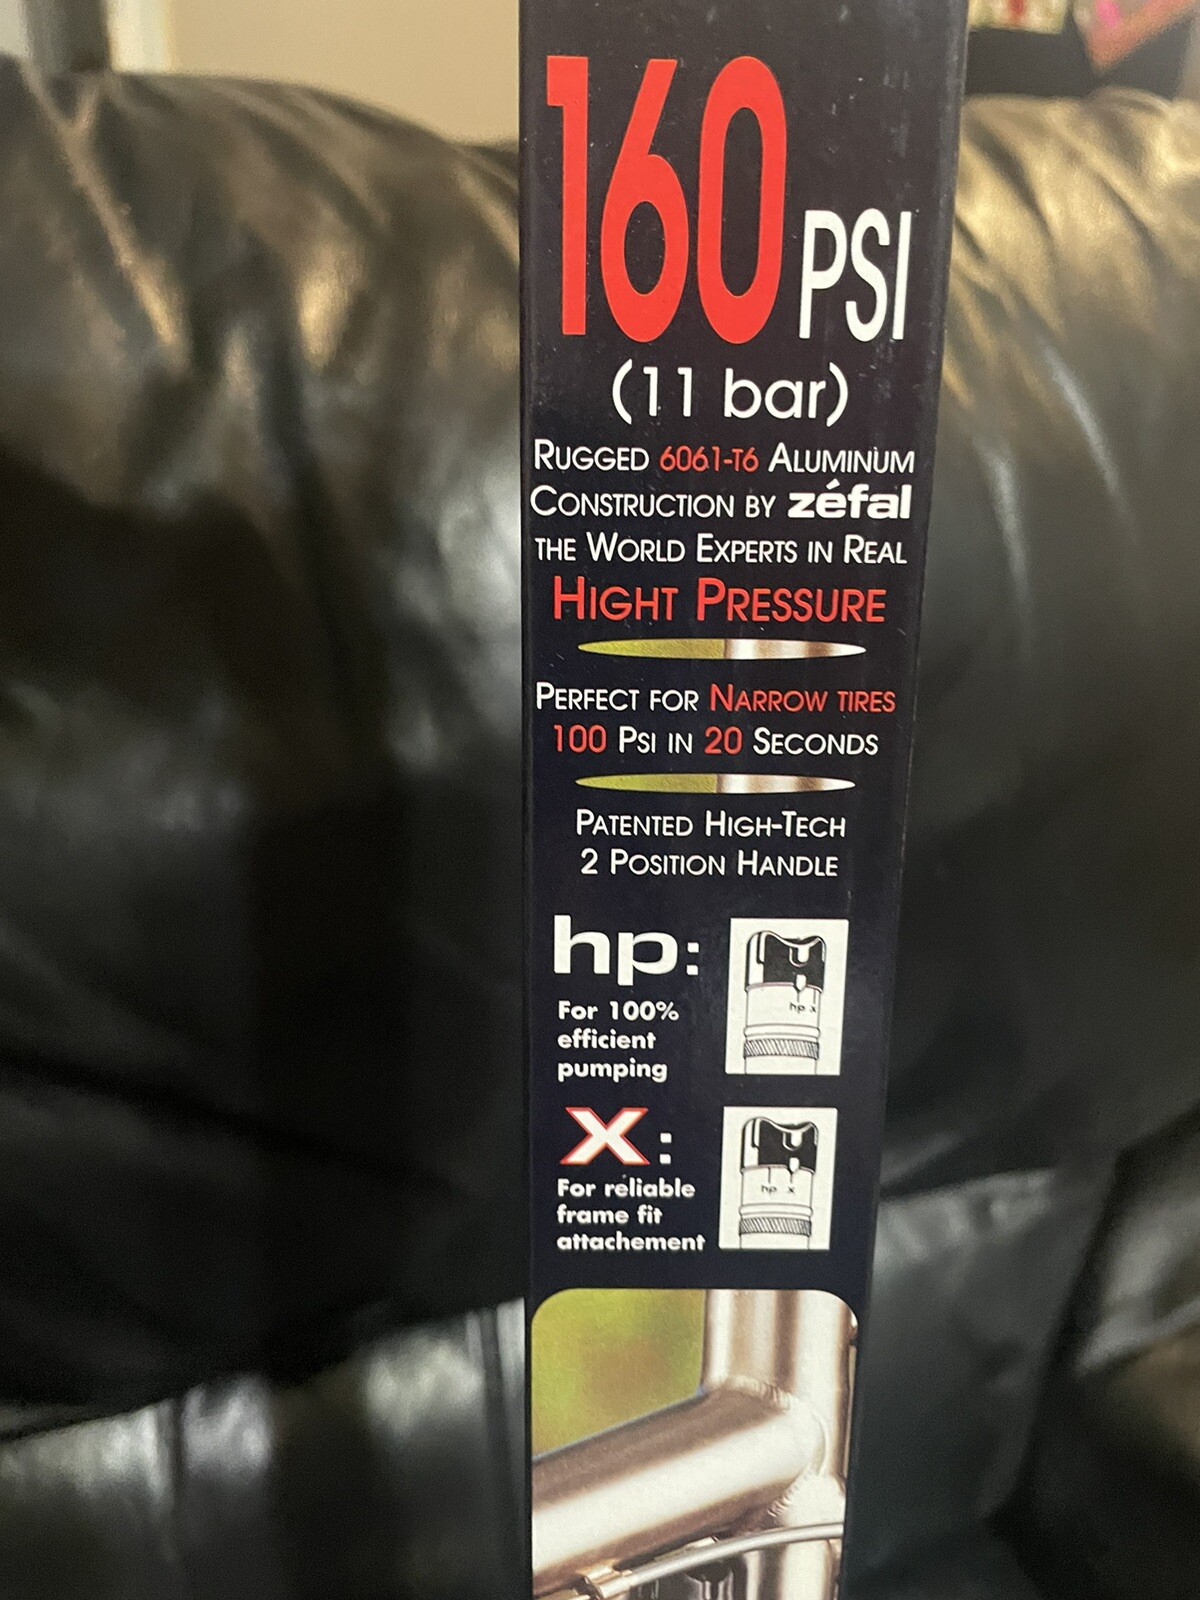 160 PSI
(11 bar)
RUGGED 6061-T6 ALUMINUM
CONSTRUCTION BY zéfal
THE WORLD EXPERTS IN REAL
HIGHT PRESSURE
PERFECT FOR NARROW TIRES
100 PSI IN 20 SECONDS
PATENTED HIGH-TECH
2 POSITION HANDLE
hp:
For 100%
efficient
pumping
hp x
X:
For reliable
frame fit
attachement
hp x